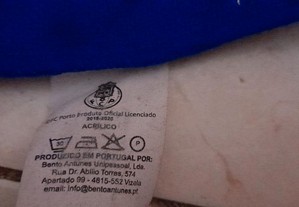 FC Porto Produto Oficial Licenciado
ACRÍLICO
P
PRODUZIDO EM PORTUGAL POR:
Bento Antunes Unipessoal, Lda.
Rua Dr. Abílio Torres, 574
Apartado 99 - 4815-552 Vizela
email: info@bentoantunes.pt